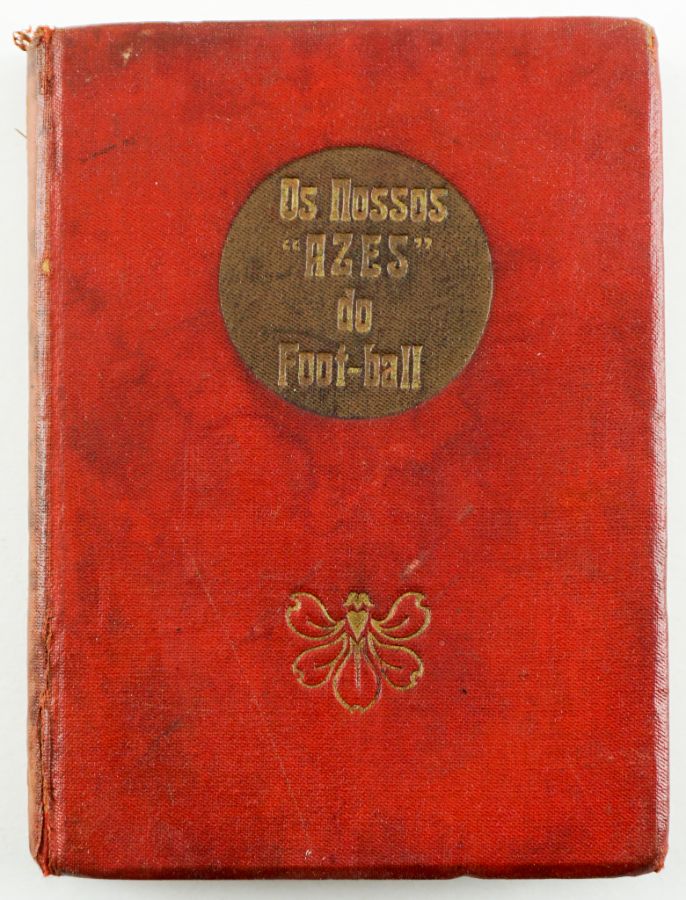 Os Nossos
"AZES"
do
Foot-ball